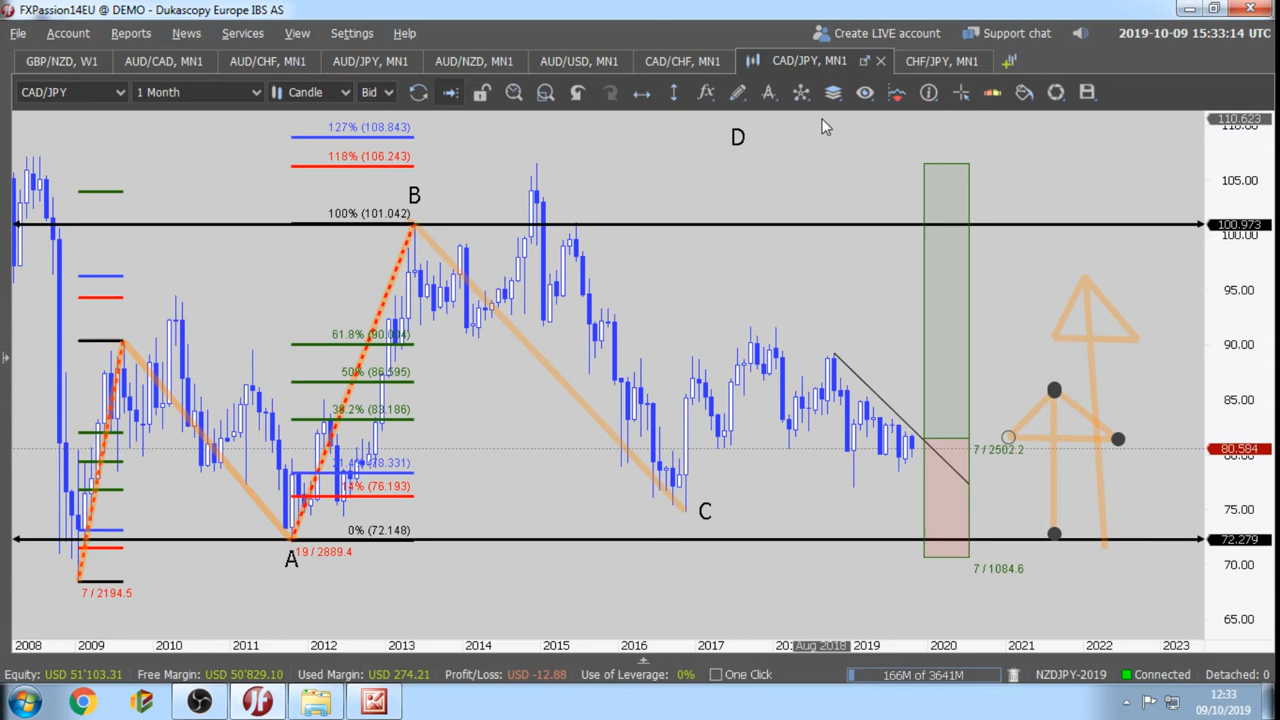 FXPassion14EU @ DEMO - Dukascopy Europe IBS AS
File Account Reports News Services View Settings Help Create LIVE account Support chat 2019-10-09 15:33:14 UTC
GBP/NZD, W1 AUD/CAD, MN1 AUD/CHF, MN1 AUD/JPY, MN1 AUD/NZD, MN1 AUD/USD, MN1 CAD/CHF, MN1 CAD/JPY, MN1 CHF/JPY, MN1
CAD/JPY 1 Month Candle Bid
110.623
127% (108.843)
D
118% (106.243)
105.00
B
100% (101.042)
100.973
100.00
95.00
61.8% (90.004)
90.00
50% (86.595)
85.00
38.2% (83.186)
7 / 2502.2
80.584
(78.331)
14% (76.193)
C
75.00
0% (72.148)
72.279
A
19 / 2889.4
7 / 1084.6
70.00
7 / 2194.5
65.00
2008 2009 2010 2011 2012 2013 2014 2015 2016 2017 Aug 2018 2019 2020 2021 2022 2023
Equity: USD 51'103.31 Free Margin: USD 50'829.10 Used Margin: USD 274.21 Profit/Loss: USD -12.88 Use of Leverage: 0% One Click 166M of 3641M NZDJPY-2019 Connected Detached: 0
12:33
09/10/2019